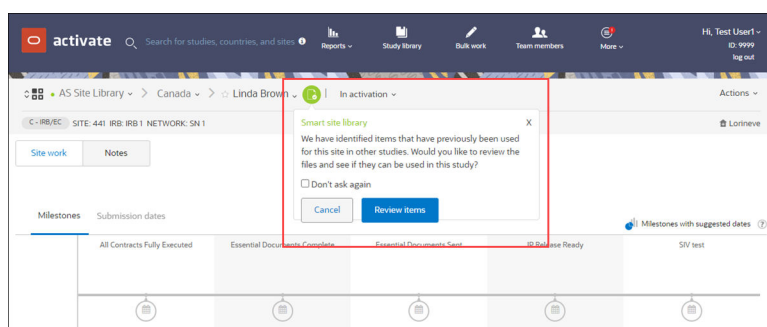 activate
Search for studies, countries, and sites
Reports
Study library
Bulk work
Team members
More
Hi, Test User1
ID: 9999
log out
AS Site Library > Canada > Linda Brown
In activation
Actions
C - IRB/EC SITE: 441 IRB: IRB 1 NETWORK: SN 1
Lorineve
Smart site library X
We have identified items that have previously been used
for this site in other studies. Would you like to review the
files and see if they can be used in this study?
Don't ask again
Cancel Review items
Site work Notes
Milestones Submission dates
Milestones with suggested dates ?
All Contracts Fully Executed Essential Documents Complete Essential Documents Sent IP Release Ready SIV test